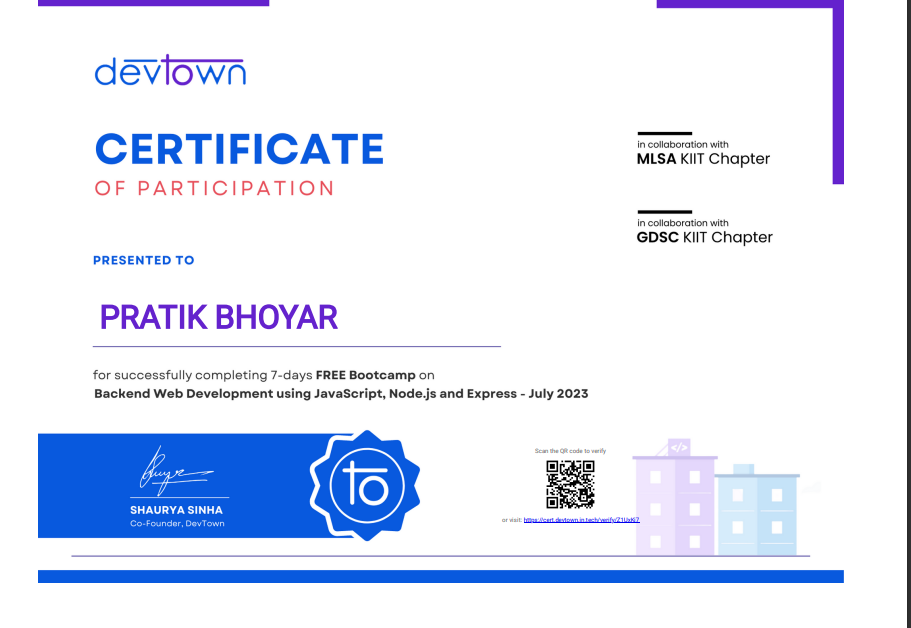 devtown
CERTIFICATE
OF PARTICIPATION
in collaboration with
MLSA KIIT Chapter
in collaboration with
GDSC KIIT Chapter
PRESENTED TO
PRATIK BHOYAR
for successfully completing 7-days FREE Bootcamp on
Backend Web Development using JavaScript, Node.js and Express - July 2023
SHAURYA SINHA
Co-Founder, DevTown
to
Scan the QR code to verify
or visit: https://cert.devtown.in.tech/verify/Z1UxKi7
</>